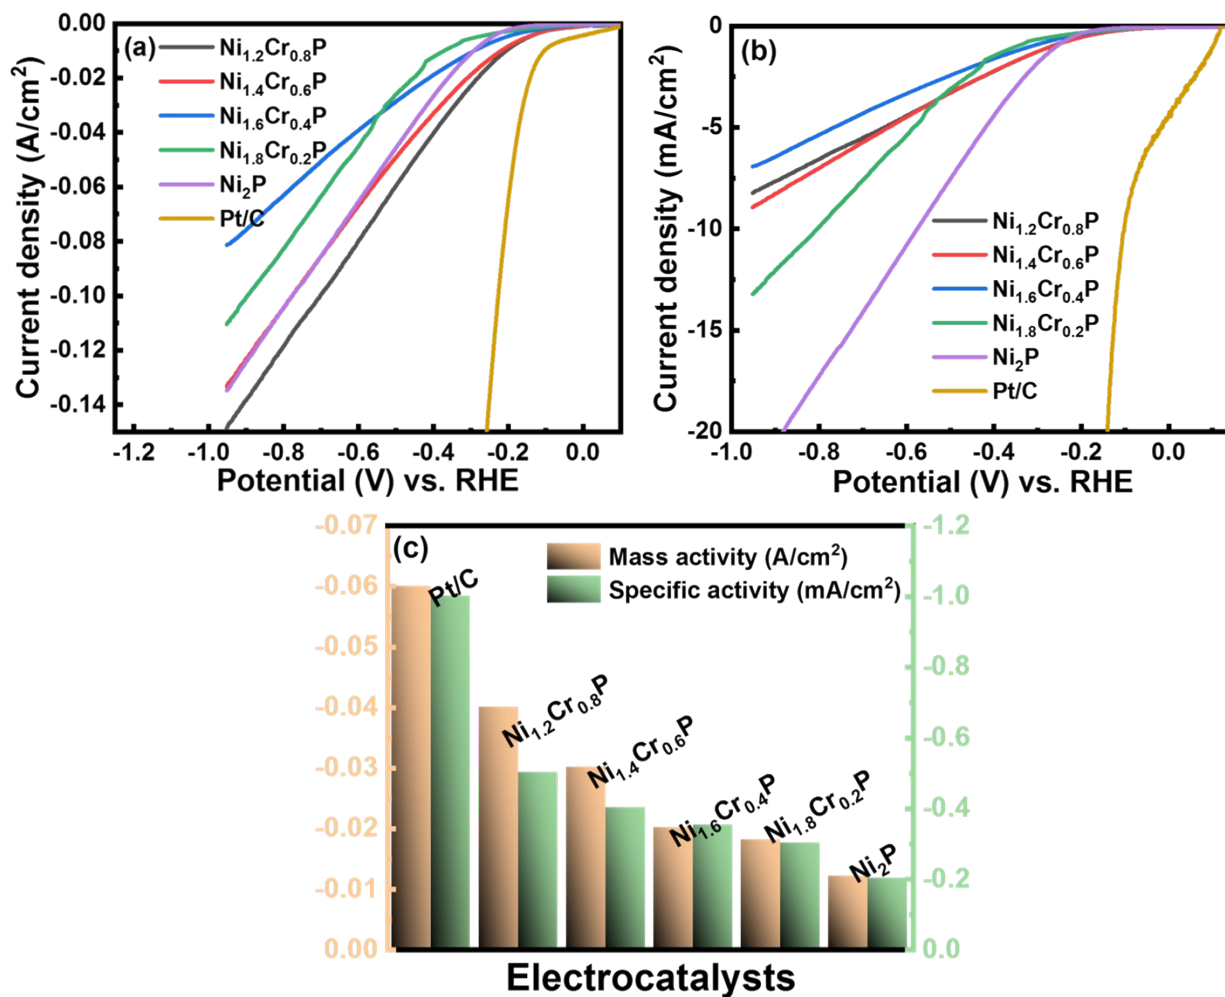 (a)
Current density (A/cm²)
0.00
-0.02
-0.04
-0.06
-0.08
-0.10
-0.12
-0.14
Ni₁.₂Cr₀.₈P
Ni₁.₄Cr₀.₆P
Ni₁.₆Cr₀.₄P
Ni₁.₈Cr₀.₂P
Ni₂P
Pt/C
-1.2 -1.0 -0.8 -0.6 -0.4 -0.2 0.0
Potential (V) vs. RHE
(b)
Current density (mA/cm²)
0
-5
-10
-15
-20
Ni₁.₂Cr₀.₈P
Ni₁.₄Cr₀.₆P
Ni₁.₆Cr₀.₄P
Ni₁.₈Cr₀.₂P
Ni₂P
Pt/C
-1.0 -0.8 -0.6 -0.4 -0.2 0.0
Potential (V) vs. RHE
(c)
-0.07
-0.06
-0.05
-0.04
-0.03
-0.02
-0.01
0.00
Mass activity (A/cm²)
Specific activity (mA/cm²)
Pt/C
Ni₁.₂Cr₀.₈P
Ni₁.₄Cr₀.₆P
Ni₁.₆Cr₀.₄P
Ni₁.₈Cr₀.₂P
Ni₂P
-1.2
-1.0
-0.8
-0.6
-0.4
-0.2
0.0
Electrocatalysts